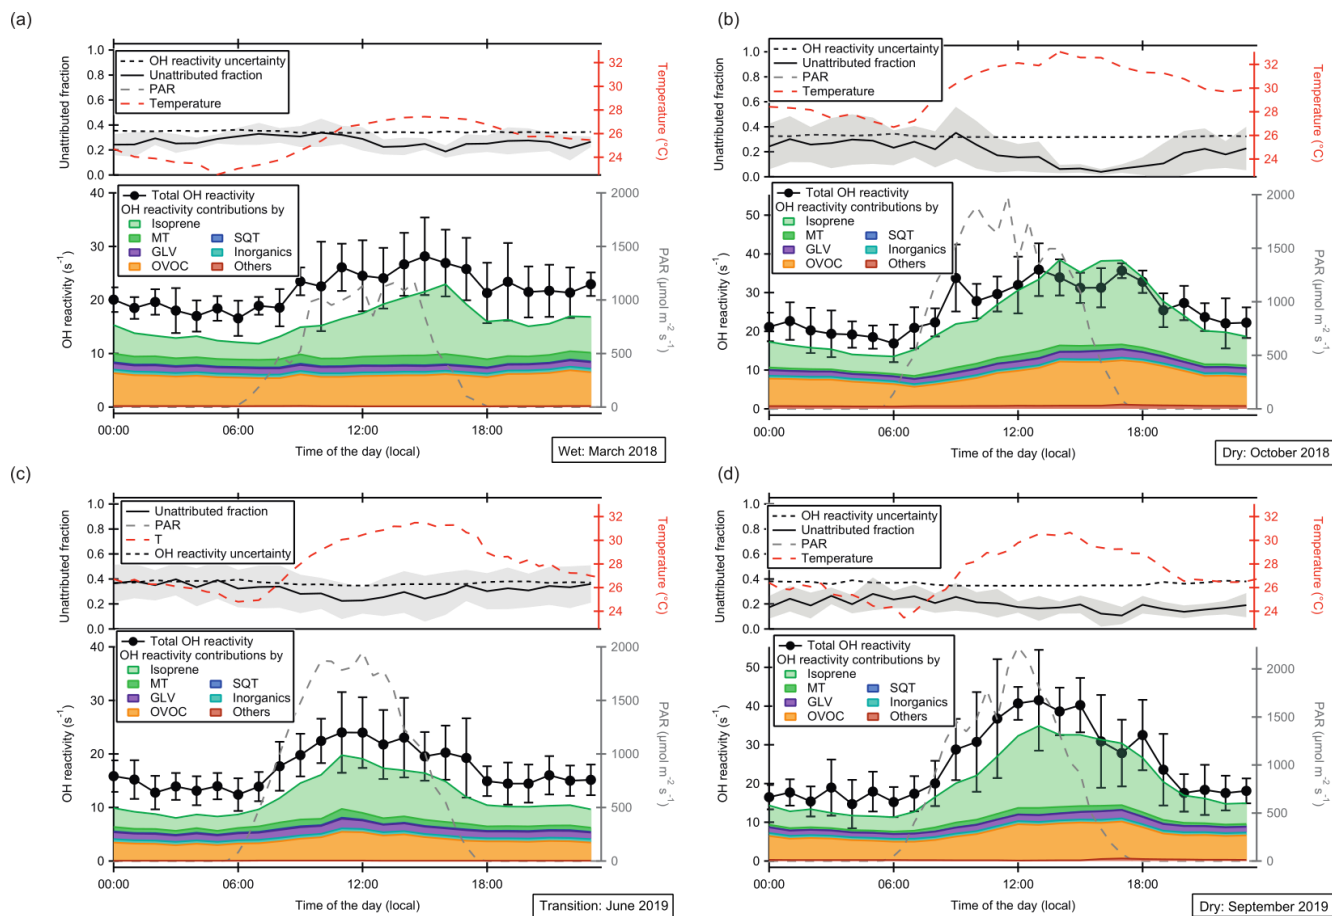 (a)
1.0
0.8
0.6
0.4
0.2
0.0
Unattributed fraction
OH reactivity uncertainty
Unattributed fraction
PAR
Temperature
32
30
28
26
24
Temperature (°C)
40
30
20
10
0
OH reactivity (s⁻¹)
Total OH reactivity
OH reactivity contributions by
Isoprene
MT SQT
GLV Inorganics
OVOC Others
2000
1500
1000
500
0
PAR (μmol m⁻² s⁻¹)
00:00 06:00 12:00 18:00
Time of the day (local)
Wet: March 2018
(b)
1.0
0.8
0.6
0.4
0.2
0.0
Unattributed fraction
OH reactivity uncertainty
Unattributed fraction
PAR
Temperature
32
30
28
26
24
Temperature (°C)
50
40
30
20
10
0
OH reactivity (s⁻¹)
Total OH reactivity
OH reactivity contributions by
Isoprene
MT SQT
GLV Inorganics
OVOC Others
2000
1500
1000
500
0
PAR (μmol m⁻² s⁻¹)
00:00 06:00 12:00 18:00
Time of the day (local)
Dry: October 2018
(c)
1.0
0.8
0.6
0.4
0.2
0.0
Unattributed fraction
Unattributed fraction
PAR
T
OH reactivity uncertainty
32
30
28
26
24
Temperature (°C)
40
30
20
10
0
OH reactivity (s⁻¹)
Total OH reactivity
OH reactivity contributions by
Isoprene
MT SQT
GLV Inorganics
OVOC Others
2000
1500
1000
500
0
PAR (μmol m⁻² s⁻¹)
00:00 06:00 12:00 18:00
Time of the day (local)
Transition: June 2019
(d)
1.0
0.8
0.6
0.4
0.2
0.0
Unattributed fraction
OH reactivity uncertainty
Unattributed fraction
PAR
Temperature
32
30
28
26
24
Temperature (°C)
50
40
30
20
10
0
OH reactivity (s⁻¹)
Total OH reactivity
OH reactivity contributions by
Isoprene
MT SQT
GLV Inorganics
OVOC Others
2000
1500
1000
500
0
PAR (μmol m⁻² s⁻¹)
00:00 06:00 12:00 18:00
Time of the day (local)
Dry: September 2019